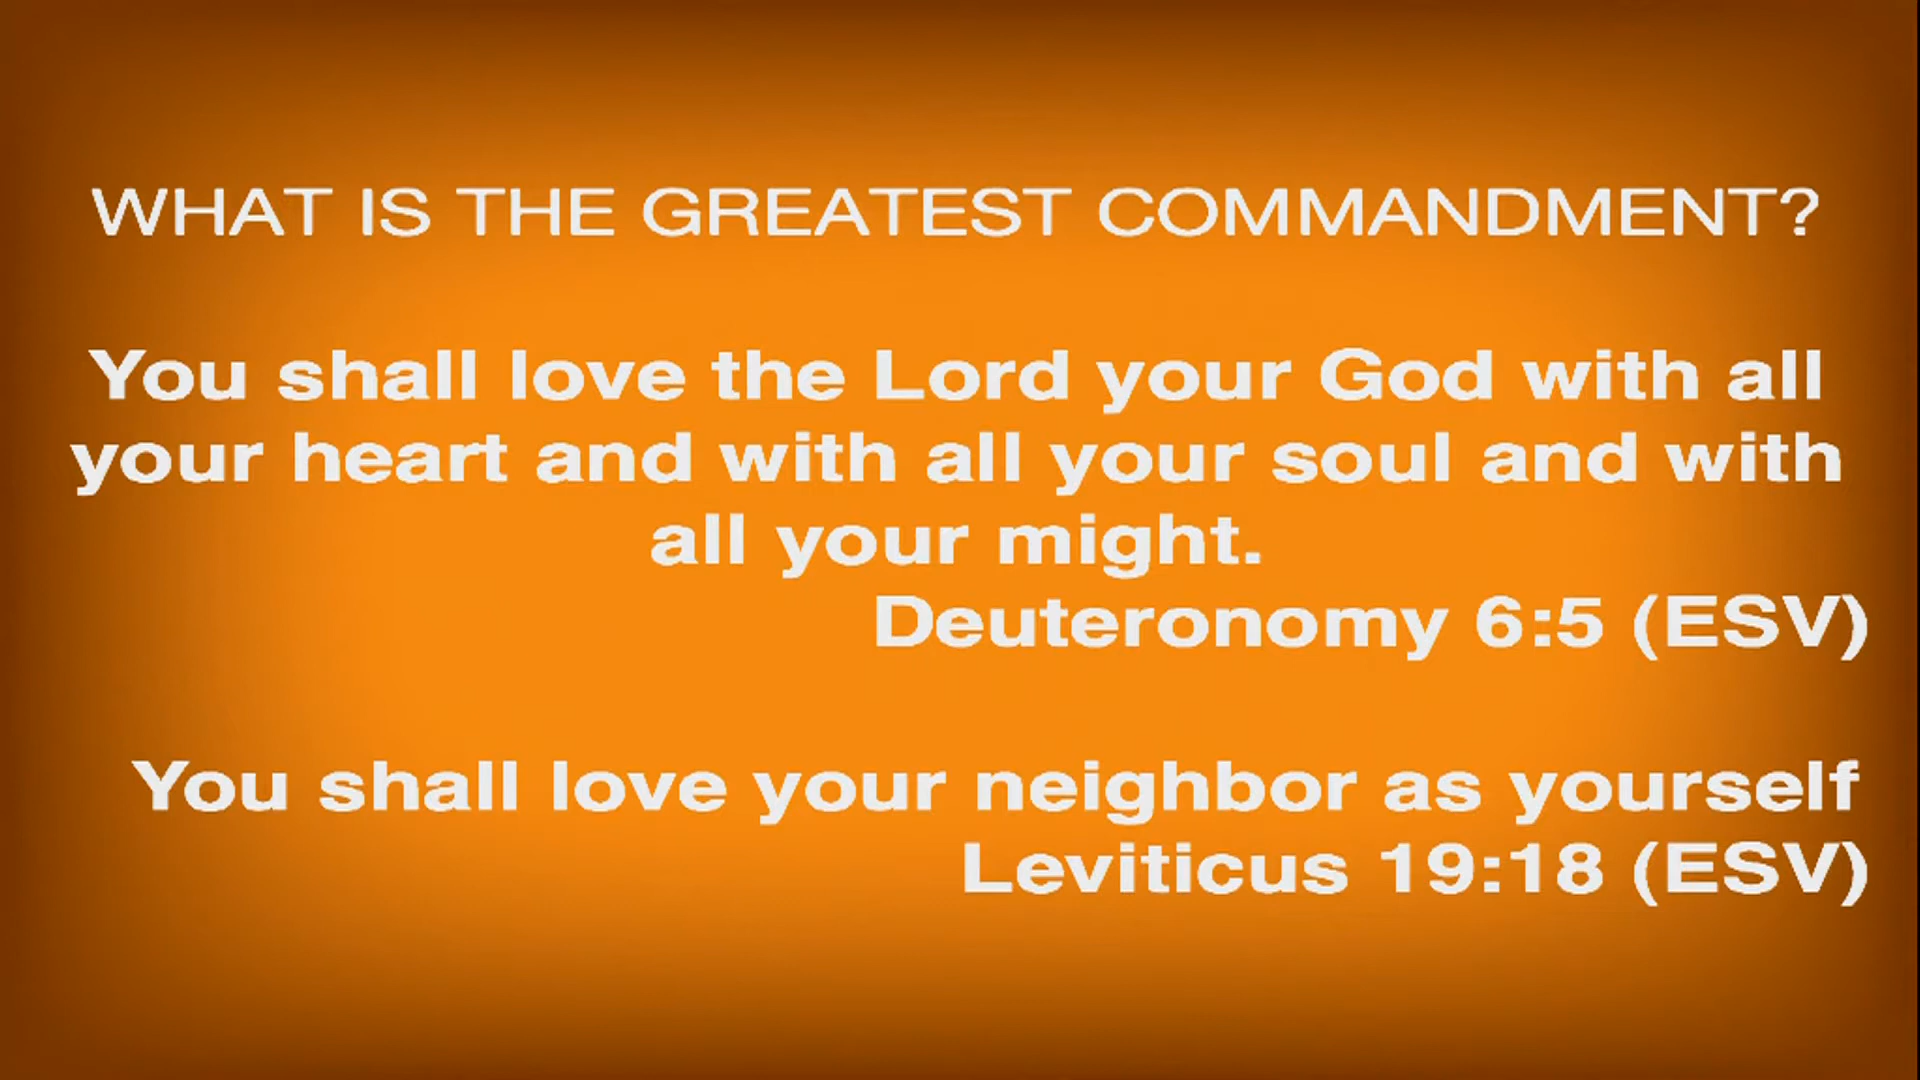 WHAT IS THE GREATEST COMMANDMENT?
You shall love the Lord your God with all
your heart and with all your soul and with
all your might.
Deuteronomy 6:5 (ESV)
You shall love your neighbor as yourself
Leviticus 19:18 (ESV)